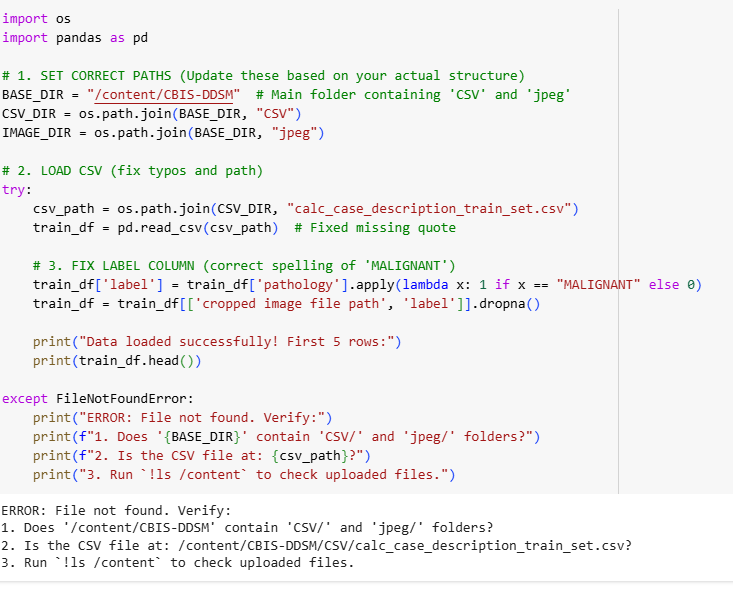 import os
import pandas as pd
# 1. SET CORRECT PATHS (Update these based on your actual structure)
BASE_DIR = "/content/CBIS-DDSM"  # Main folder containing 'CSV' and 'jpeg'
CSV_DIR = os.path.join(BASE_DIR, "CSV")
IMAGE_DIR = os.path.join(BASE_DIR, "jpeg")
# 2. LOAD CSV (fix typos and path)
try:
    csv_path = os.path.join(CSV_DIR, "calc_case_description_train_set.csv")
    train_df = pd.read_csv(csv_path)  # Fixed missing quote
    # 3. FIX LABEL COLUMN (correct spelling of 'MALIGNANT')
    train_df['label'] = train_df['pathology'].apply(lambda x: 1 if x == "MALIGNANT" else 0)
    train_df = train_df[['cropped image file path', 'label']].dropna()
    print("Data loaded successfully! First 5 rows:")
    print(train_df.head())
except FileNotFoundError:
    print("ERROR: File not found. Verify:")
    print(f"1. Does '{BASE_DIR}' contain 'CSV/' and 'jpeg/' folders?")
    print(f"2. Is the CSV file at: {csv_path}?")
    print("3. Run `!ls /content` to check uploaded files.")
ERROR: File not found. Verify:
1. Does '/content/CBIS-DDSM' contain 'CSV/' and 'jpeg/' folders?
2. Is the CSV file at: /content/CBIS-DDSM/CSV/calc_case_description_train_set.csv?
3. Run `!ls /content` to check uploaded files.